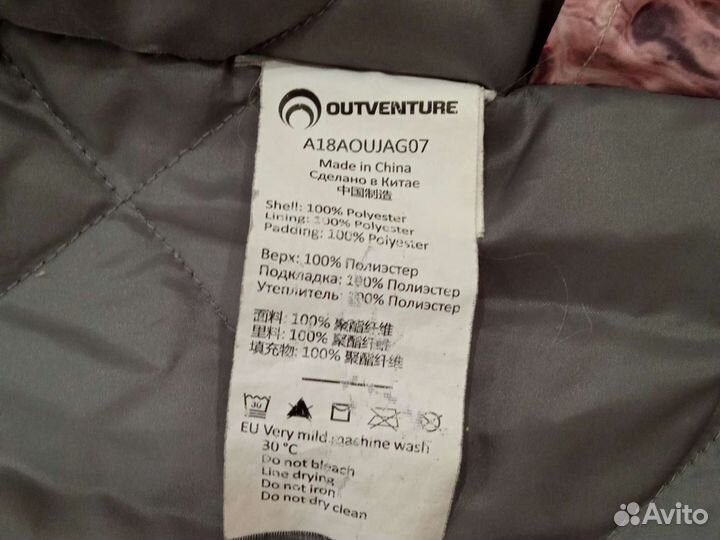 OUTVENTURE
A18AOUJAG07
Made in China
Сделано в Китае
中国制造
Shell: 100% Polyester
Lining: 100% Polyester
Padding: 100% Polyester
Верх: 100% Полиэстер
Подкладка: 100% Полиэстер
Утеплитель: 100% Полиэстер
面料: 100% 聚酯纤维
里料: 100% 聚酯纤维
填充物: 100% 聚酯纤维
30
EU Very mild machine wash
30 °C
Do not bleach
Line drying
Do not iron
Do not dry clean
Avito